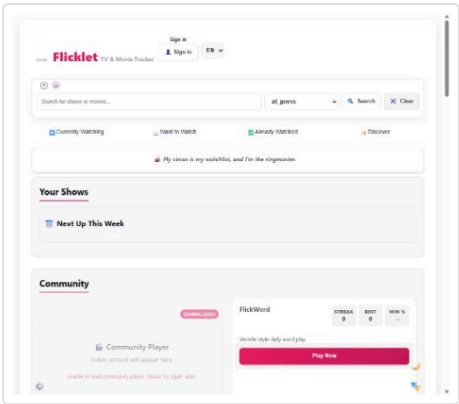 Sign in
Flicklet TV & Movie Tracker
Sign In
EN
Search for shows or movies...
all_genres
Search
Clear
Currently Watching
Want to Watch
Already Watched
Discover
My circus is my watchlist, and I'm the ringmaster.
Your Shows
Next Up This Week
Community
COMING SOON
Community Player
Video content will appear here
Unable to load community player. Please try again later.
FlickWord
STREAK
0
BEST
0
WIN %
Wordle style daily word play
Play Now